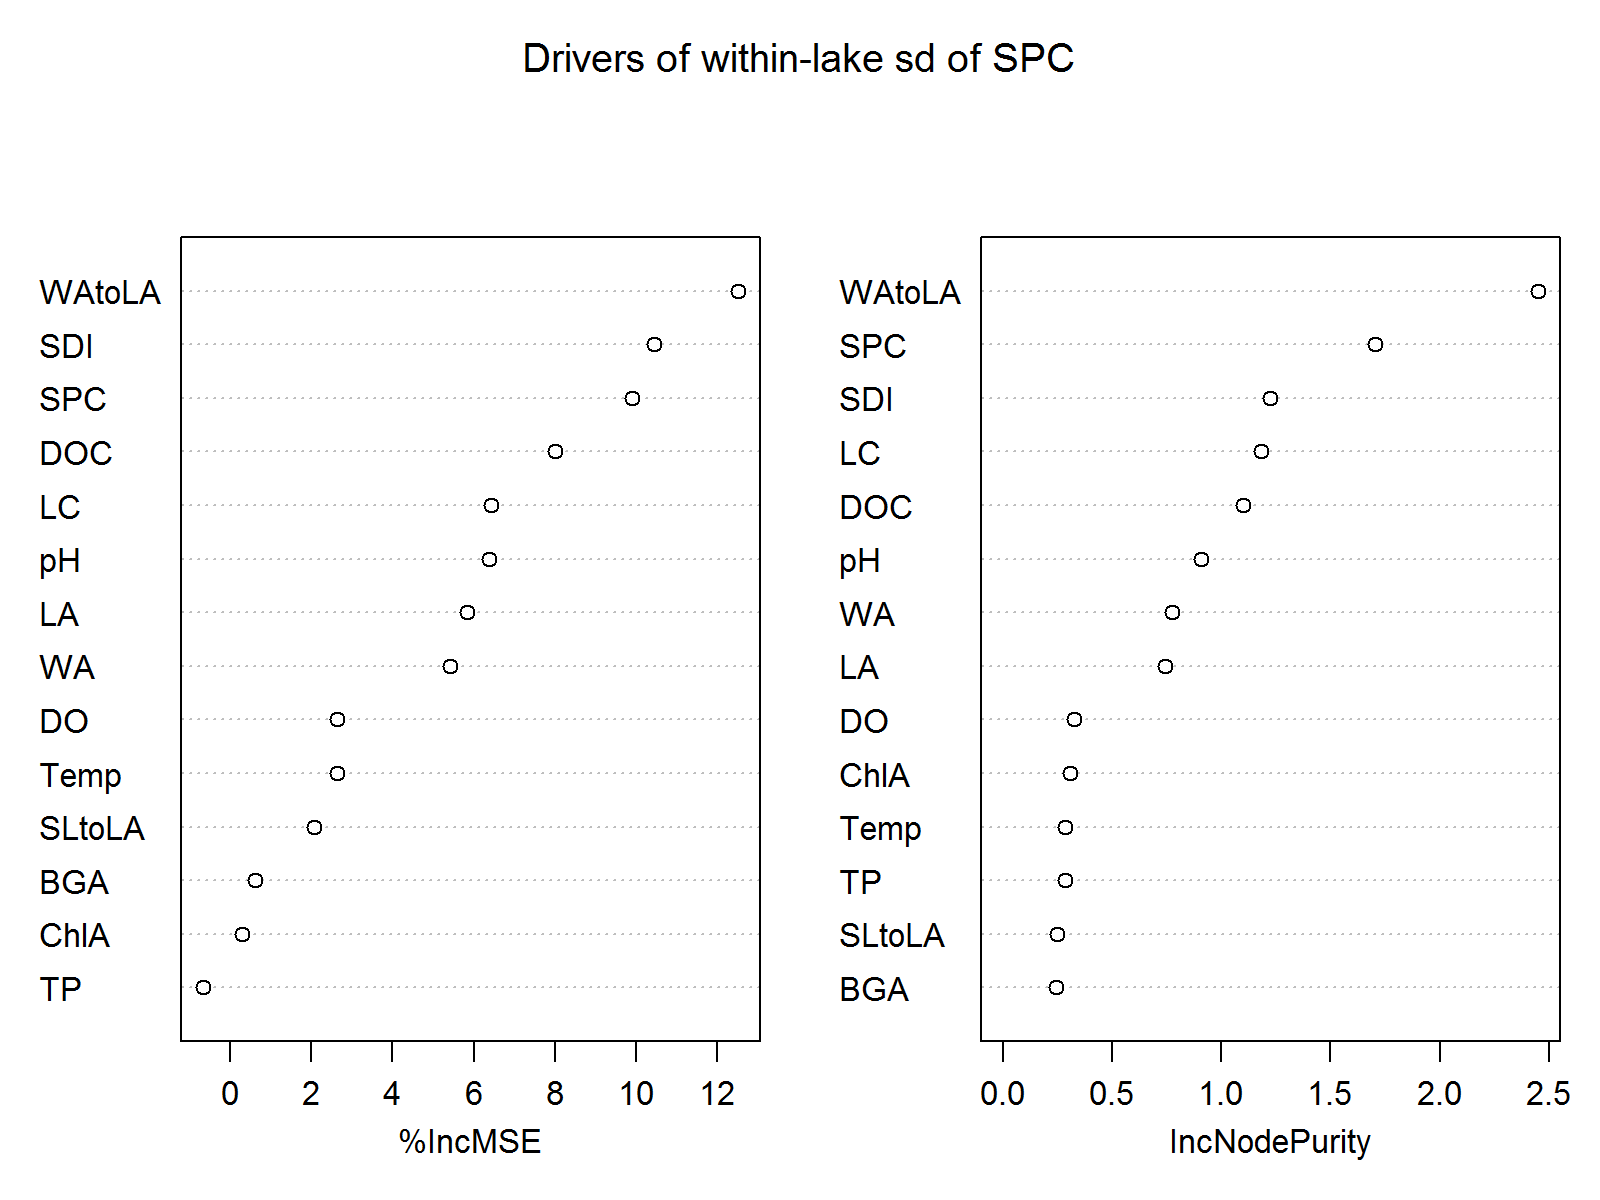 Drivers of within-lake sd of SPC
WAtoLA
SDI
SPC
DOC
LC
pH
LA
WA
DO
Temp
SLtoLA
BGA
ChlA
TP
0 2 4 6 8 10 12
%IncMSE
WAtoLA
SPC
SDI
LC
DOC
pH
WA
LA
DO
ChlA
Temp
TP
SLtoLA
BGA
0.0 0.5 1.0 1.5 2.0 2.5
IncNodePurity